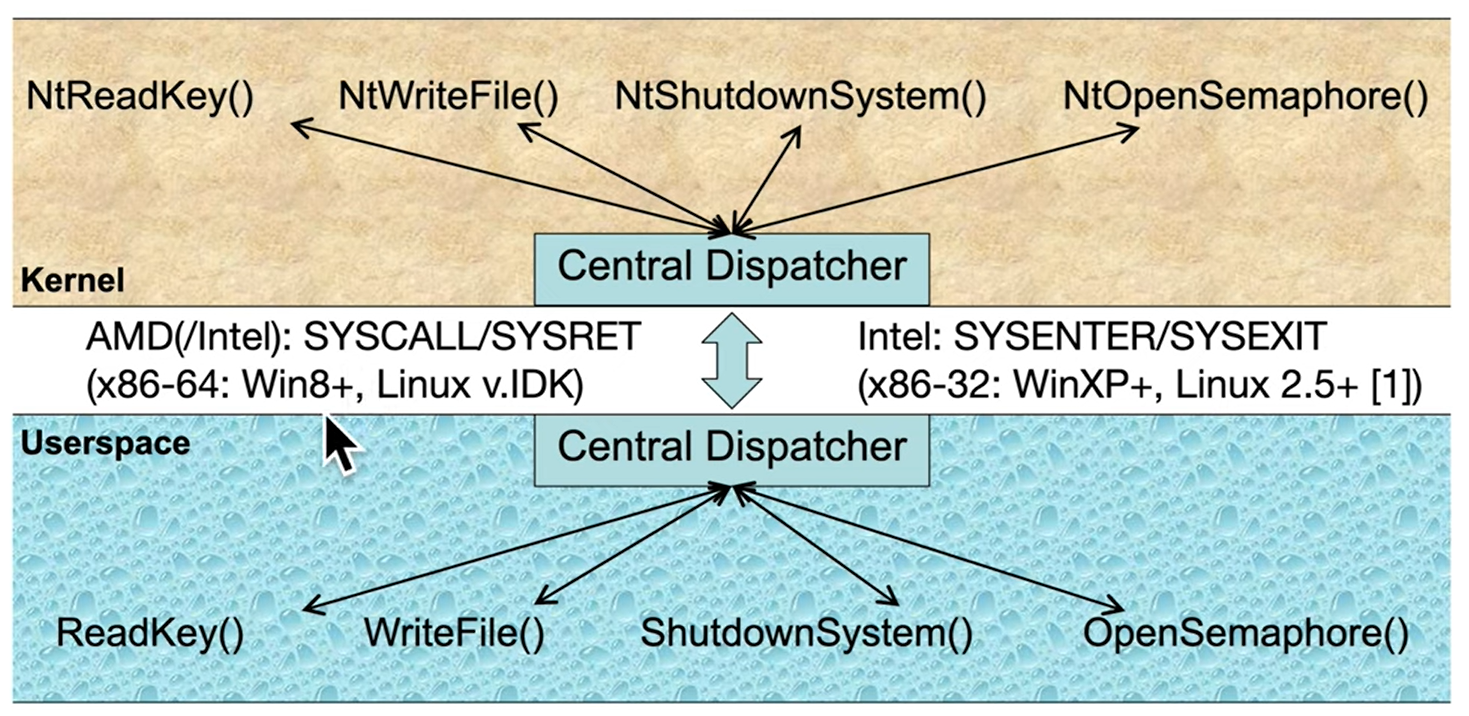 NtReadKey() NtWriteFile() NtShutdownSystem() NtOpenSemaphore()
Central Dispatcher
Kernel
AMD(/Intel): SYSCALL/SYSRET
(x86-64: Win8+, Linux v.IDK)
Intel: SYSENTER/SYSEXIT
(x86-32: WinXP+, Linux 2.5+ [1])
Userspace
Central Dispatcher
ReadKey() WriteFile() ShutdownSystem() OpenSemaphore()